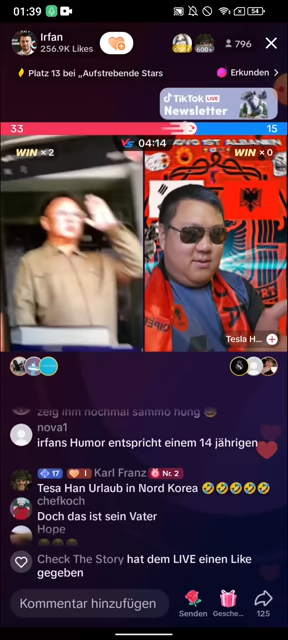 01:39
54
Irfan
256.9K Likes
600+
796
Platz 13 bei „Aufstrebende Stars
Erkunden >
TikTok LIVE
Newsletter
33
15
WIN × 2
VS 04:14
WIN × 0
Tesla H...
zeig ihm nochmal sammo hung
nova1
irfans Humor entspricht einem 14 jährigen
17 I Karl Franz Nr. 2
Tesa Han Urlaub in Nord Korea 🤣🤣🤣🤣🤣
chefkoch
Doch das ist sein Vater
Hope
Check The Story hat dem LIVE einen Like
gegeben
Kommentar hinzufügen
Senden
Gesche...
125